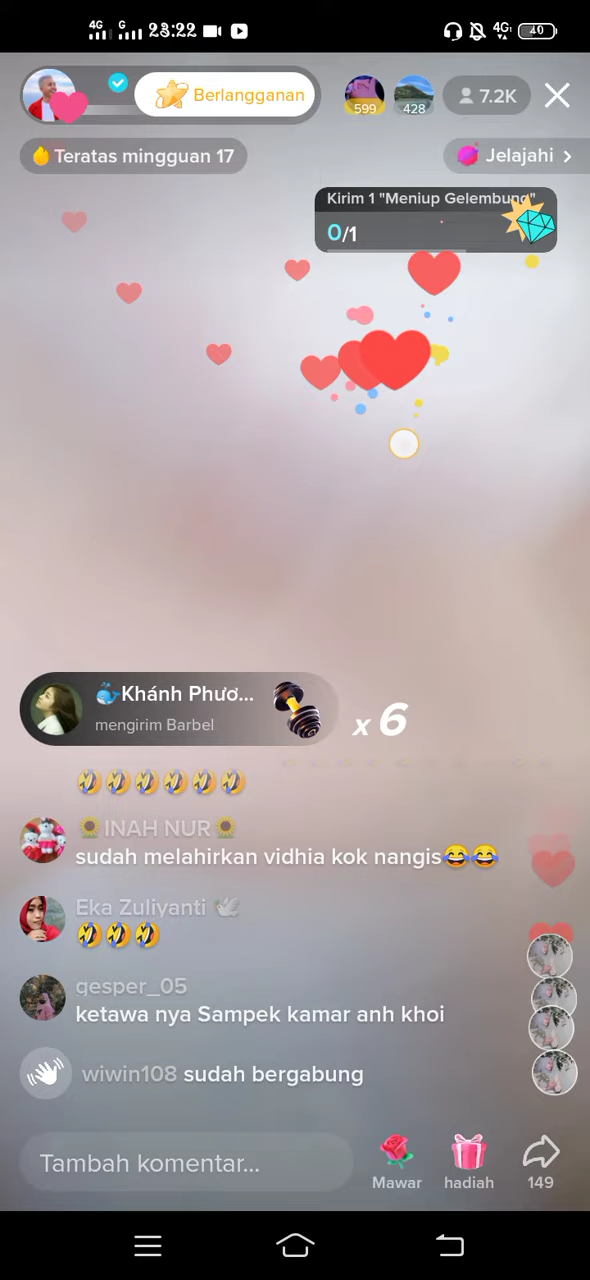 4G G 23:22 4G 40
Berlangganan
599 428 7.2K
Teratas mingguan 17
Jelajahi
Kirim 1 "Meniup Gelembung"
0/1
🐳Khánh Phươ...
mengirim Barbel
x 6
🤣🤣🤣🤣🤣🤣
🌻INAH NUR🌻
sudah melahirkan vidhia kok nangis😂😂
Eka Zuliyanti 🕊
🤣🤣🤣
gesper_05
ketawa nya Sampek kamar anh khoi
wiwin108 sudah bergabung
Tambah komentar...
Mawar hadiah 149